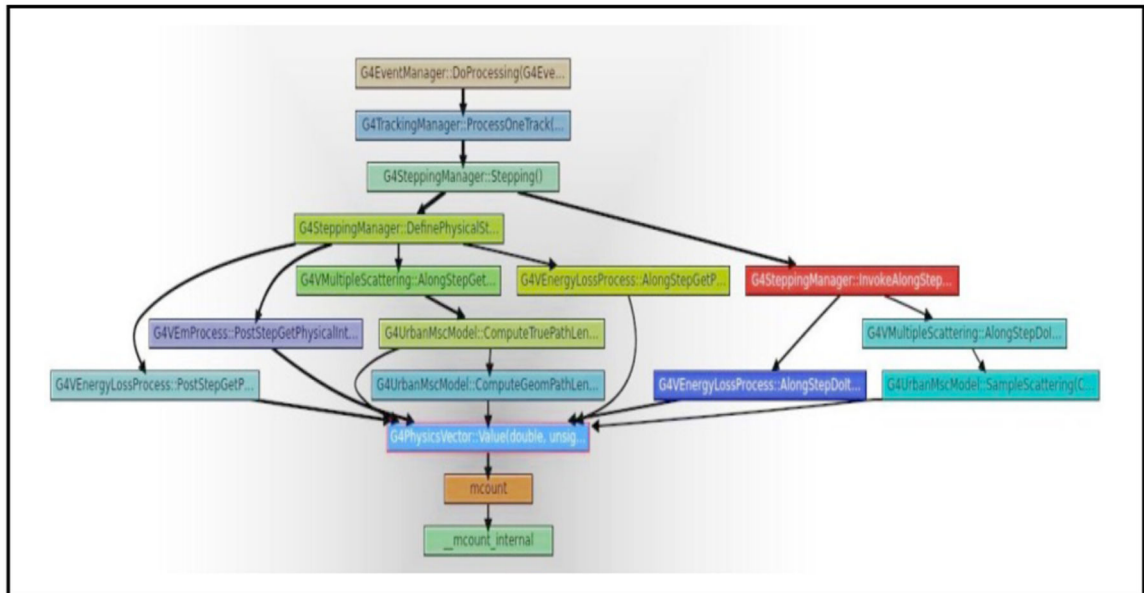 G4EventManager::DoProcessing(G4Eve...
G4TrackingManager::ProcessOneTrack(...
G4SteppingManager::Stepping()
G4SteppingManager::DefinePhysicalSt...
G4VMultipleScattering::AlongStepGet...
G4VEnergyLossProcess::AlongStepGetP...
G4SteppingManager::InvokeAlongStep...
G4VEmProcess::PostStepGetPhysicalInt...
G4UrbanMscModel::ComputeTruePathLen...
G4VMultipleScattering::AlongStepDoI...
G4VEnergyLossProcess::PostStepGetP...
G4UrbanMscModel::ComputeGeomPathLen...
G4VEnergyLossProcess::AlongStepDoIt...
G4UrbanMscModel::SampleScattering(C...
G4PhysicsVector::Value(double, unsig...
mcount
__mcount_internal